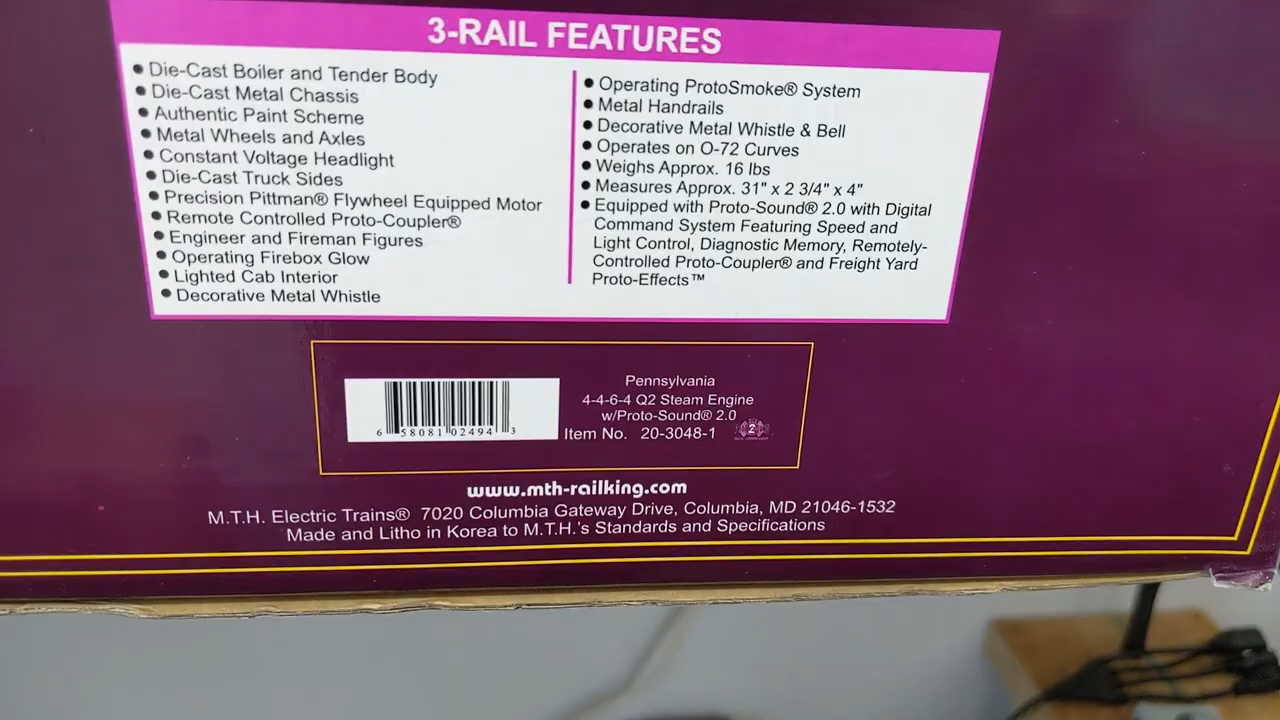 3-RAIL FEATURES
• Die-Cast Boiler and Tender Body
• Die-Cast Metal Chassis
• Authentic Paint Scheme
• Metal Wheels and Axles
• Constant Voltage Headlight
• Die-Cast Truck Sides
• Precision Pittman® Flywheel Equipped Motor
• Remote Controlled Proto-Coupler®
• Engineer and Fireman Figures
• Operating Firebox Glow
• Lighted Cab Interior
• Decorative Metal Whistle
• Operating ProtoSmoke® System
• Metal Handrails
• Decorative Metal Whistle & Bell
• Operates on O-72 Curves
• Weighs Approx. 16 lbs
• Measures Approx. 31" x 2 3/4" x 4"
• Equipped with Proto-Sound® 2.0 with Digital
Command System Featuring Speed and
Light Control, Diagnostic Memory, Remotely-
Controlled Proto-Coupler® and Freight Yard
Proto-Effects™
6 58081 02494 3
Pennsylvania
4-4-6-4 Q2 Steam Engine
w/Proto-Sound® 2.0
Item No. 20-3048-1
2
www.mth-railking.com
M.T.H. Electric Trains® 7020 Columbia Gateway Drive, Columbia, MD 21046-1532
Made and Litho in Korea to M.T.H.'s Standards and Specifications